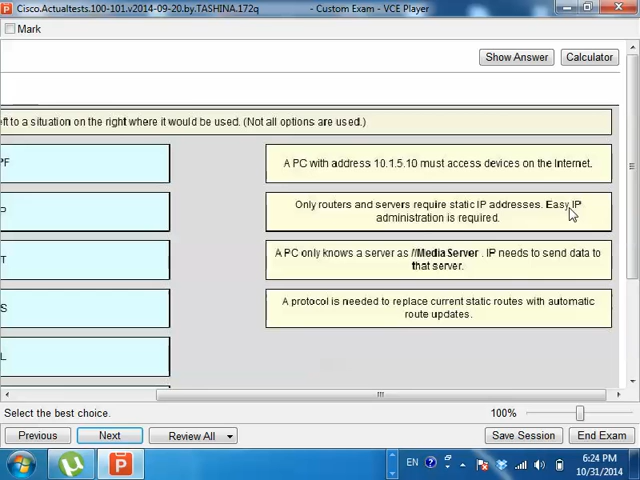 Cisco.Actualtests.100-101.v2014-09-20.by.TASHINA.172q - Custom Exam - VCE Player
Mark
Show Answer
Calculator
eft to a situation on the right where it would be used. (Not all options are used.)
PF
A PC with address 10.1.5.10 must access devices on the Internet.
P
Only routers and servers require static IP addresses. Easy IP
administration is required.
T
A PC only knows a server as //MediaServer . IP needs to send data to
that server.
S
A protocol is needed to replace current static routes with automatic
route updates.
L
Select the best choice.
100%
Previous
Next
Review All
Save Session
End Exam
EN
6:24 PM
10/31/2014